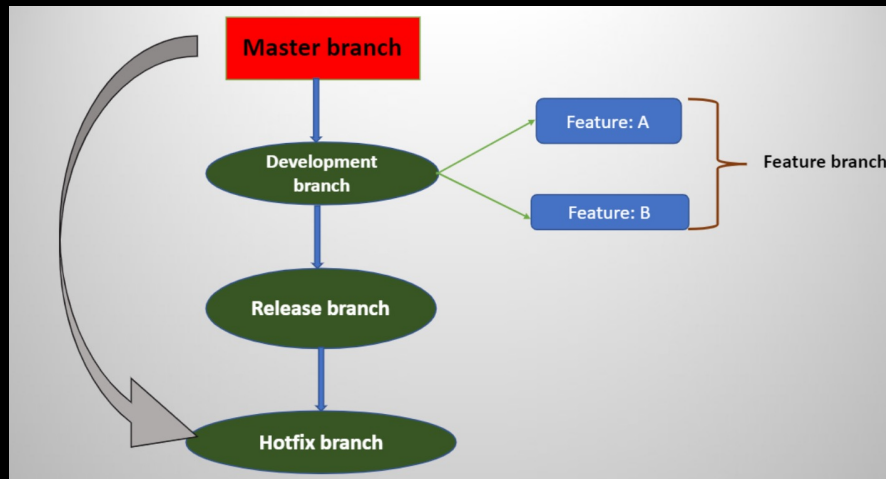 Master branch
Development
branch
Feature: A
Feature branch
Feature: B
Release branch
Hotfix branch